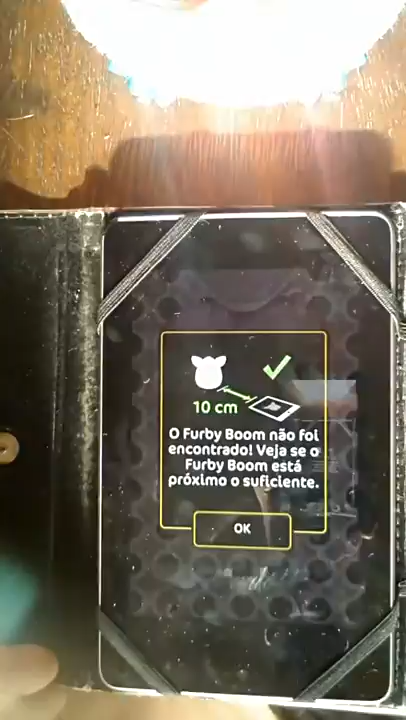 10 cm
O Furby Boom não foi
encontrado! Veja se o
Furby Boom está
próximo o suficiente.
OK